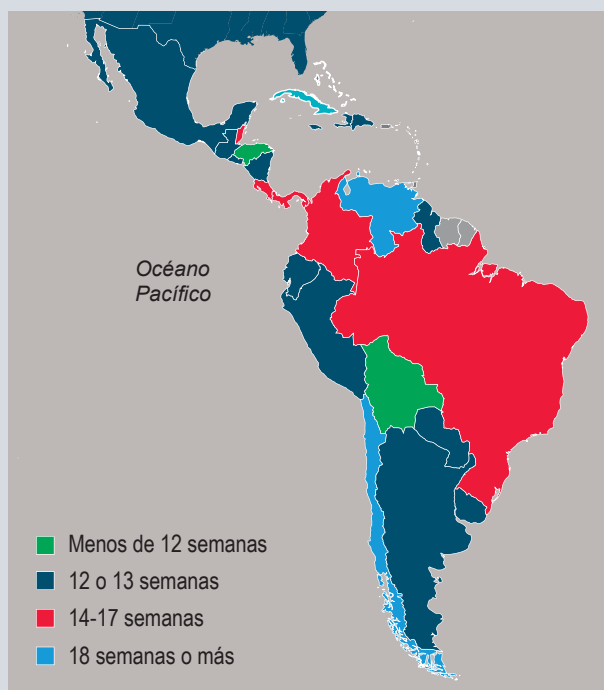 Océano
Pacífico
Menos de 12 semanas
12 o 13 semanas
14-17 semanas
18 semanas o más